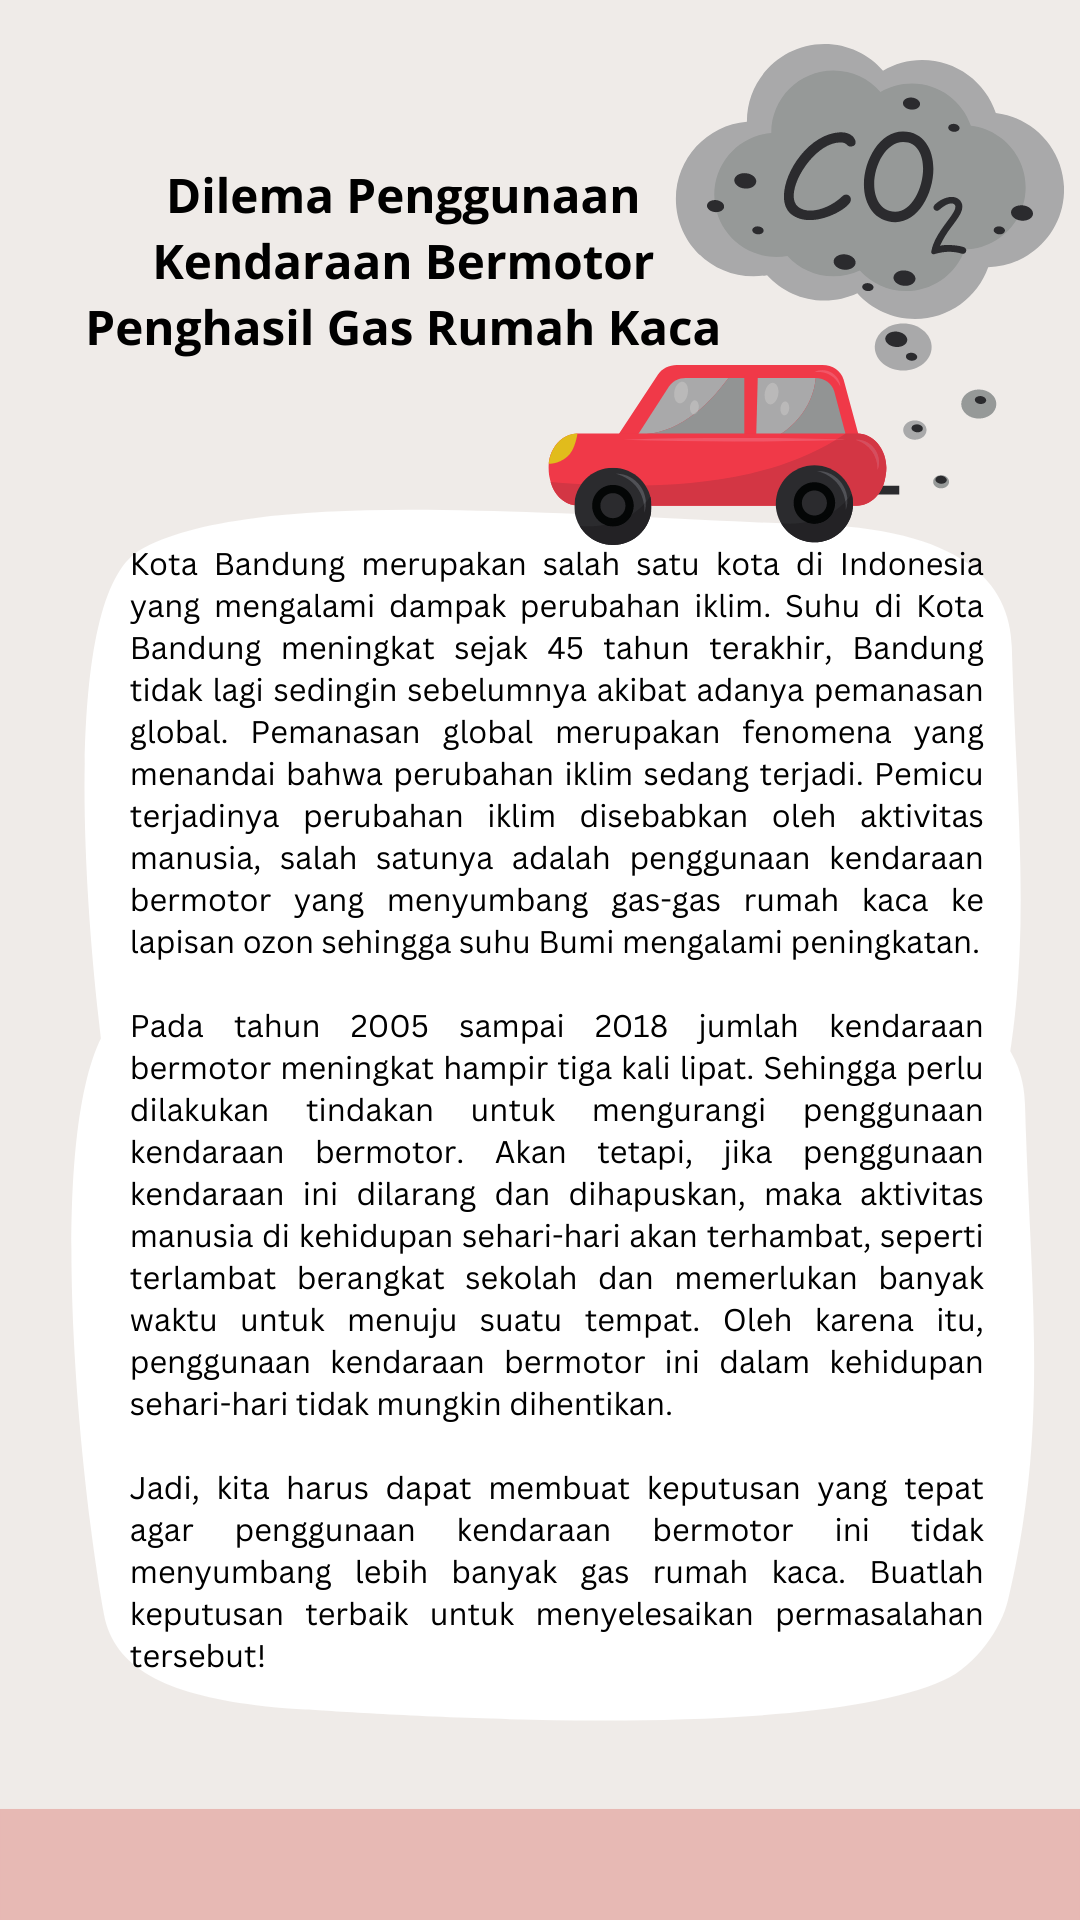 CO2
Dilema Penggunaan
Kendaraan Bermotor
Penghasil Gas Rumah Kaca
Kota Bandung merupakan salah satu kota di Indonesia
yang mengalami dampak perubahan iklim. Suhu di Kota
Bandung meningkat sejak 45 tahun terakhir, Bandung
tidak lagi sedingin sebelumnya akibat adanya pemanasan
global. Pemanasan global merupakan fenomena yang
menandai bahwa perubahan iklim sedang terjadi. Pemicu
terjadinya perubahan iklim disebabkan oleh aktivitas
manusia, salah satunya adalah penggunaan kendaraan
bermotor yang menyumbang gas-gas rumah kaca ke
lapisan ozon sehingga suhu Bumi mengalami peningkatan.
Pada tahun 2005 sampai 2018 jumlah kendaraan
bermotor meningkat hampir tiga kali lipat. Sehingga perlu
dilakukan tindakan untuk mengurangi penggunaan
kendaraan bermotor. Akan tetapi, jika penggunaan
kendaraan ini dilarang dan dihapuskan, maka aktivitas
manusia di kehidupan sehari-hari akan terhambat, seperti
terlambat berangkat sekolah dan memerlukan banyak
waktu untuk menuju suatu tempat. Oleh karena itu,
penggunaan kendaraan bermotor ini dalam kehidupan
sehari-hari tidak mungkin dihentikan.
Jadi, kita harus dapat membuat keputusan yang tepat
agar penggunaan kendaraan bermotor ini tidak
menyumbang lebih banyak gas rumah kaca. Buatlah
keputusan terbaik untuk menyelesaikan permasalahan
tersebut!